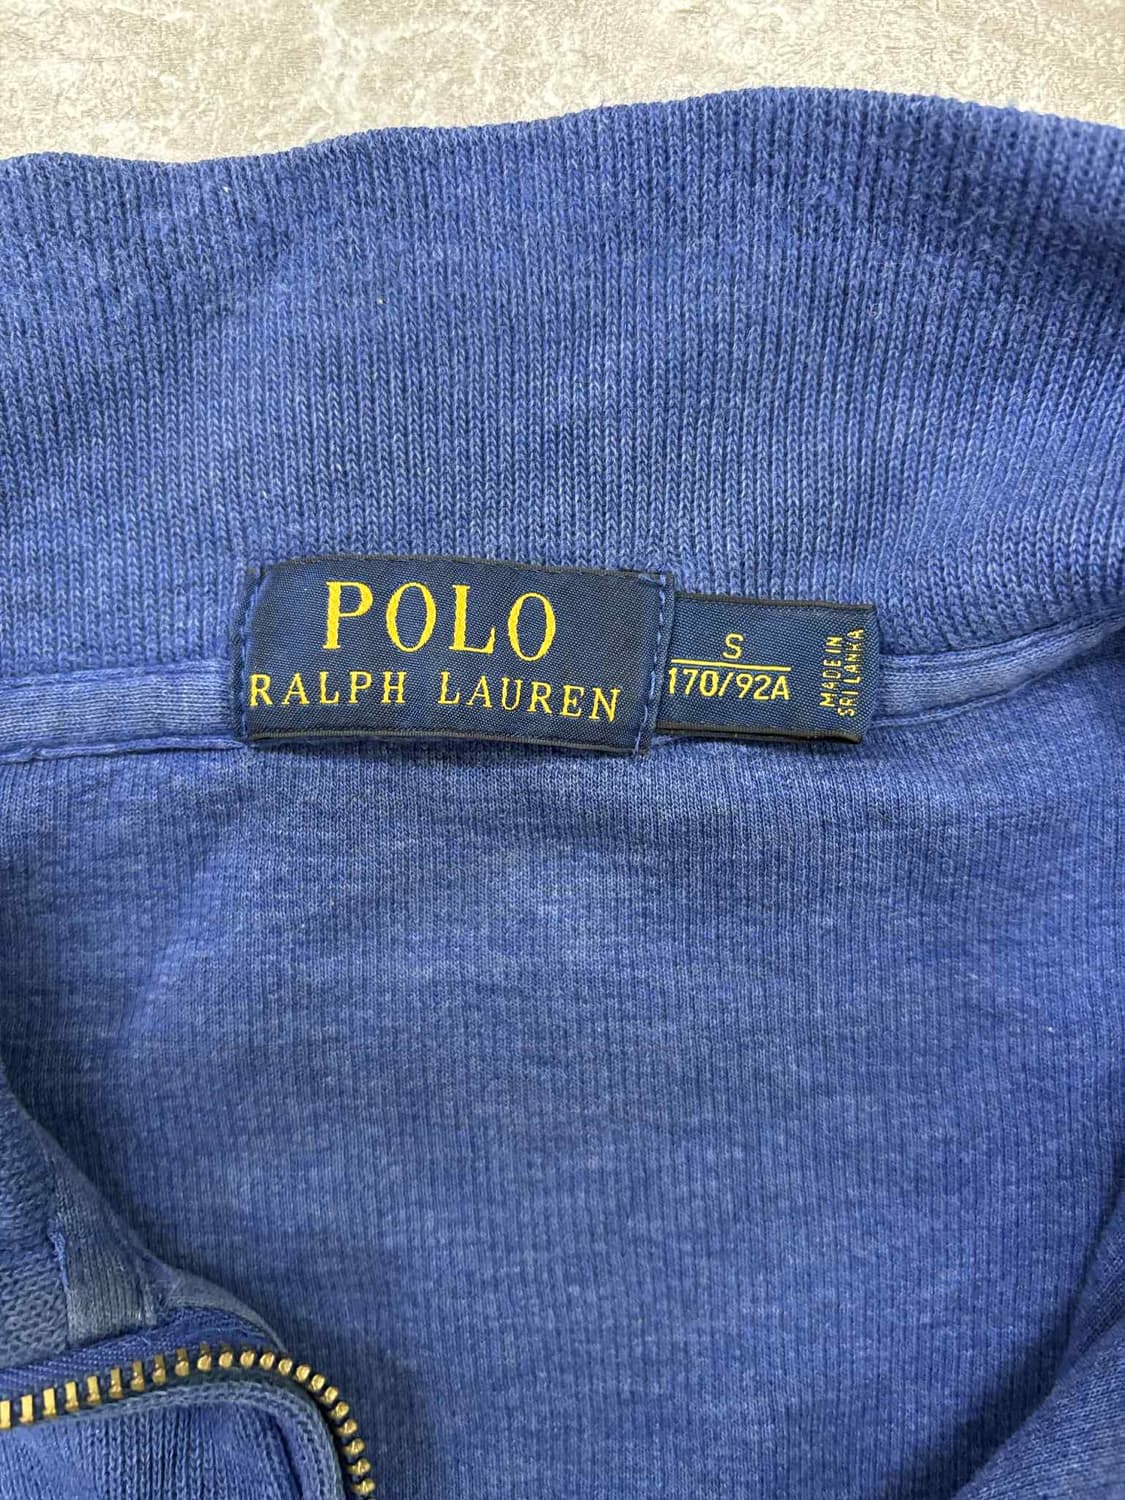 POLO
RALPH LAUREN
S
170/92A
MADE IN
SRI LANKA